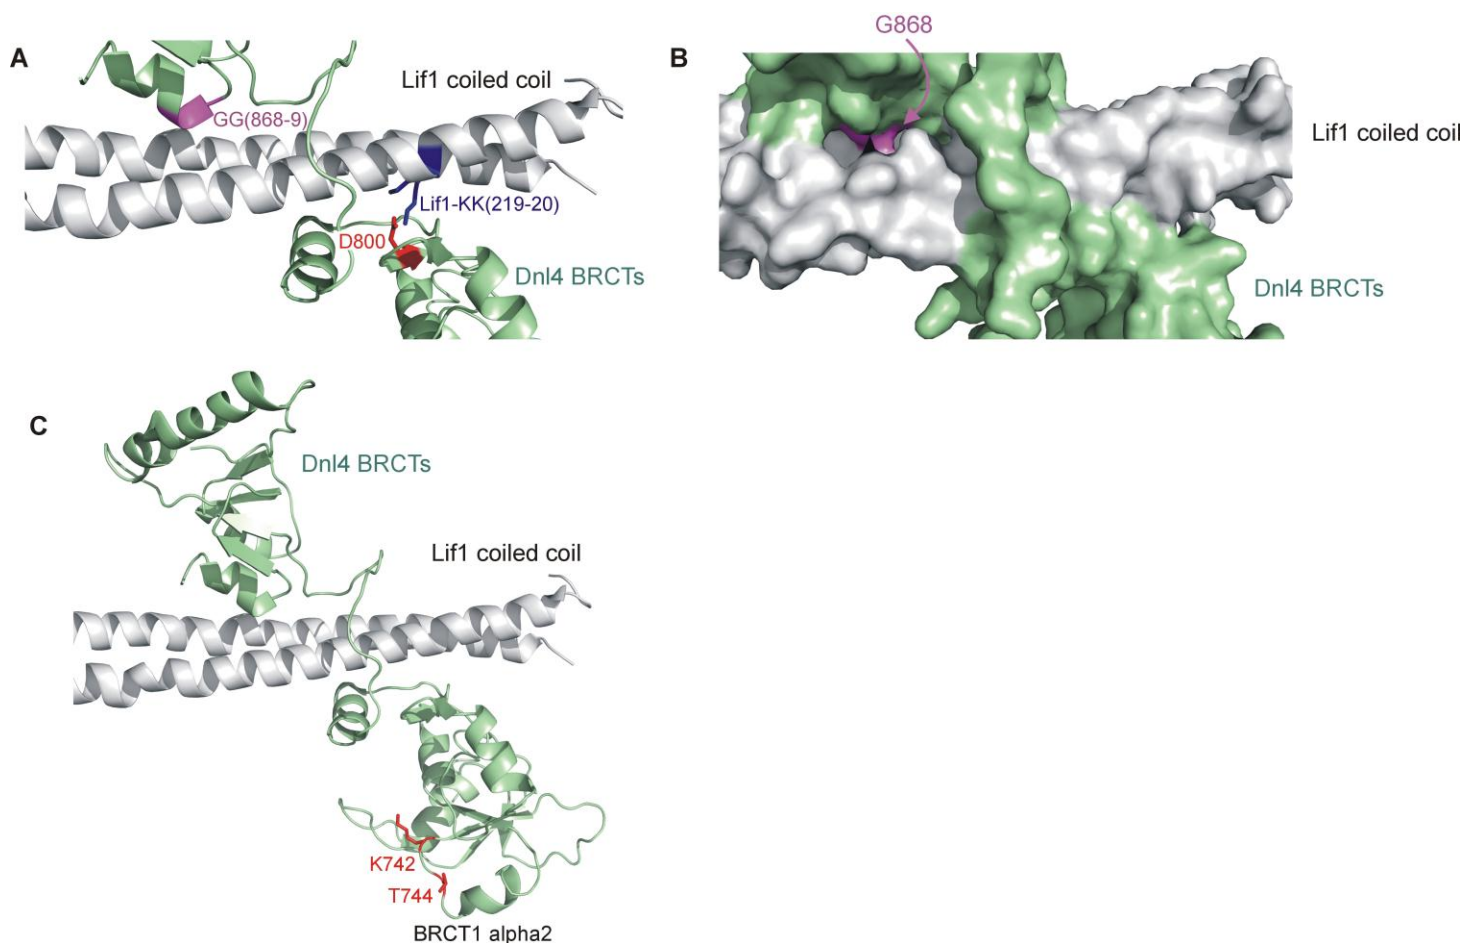 A
Lif1 coiled coil
GG(868-9)
Lif1-KK(219-20)
D800
Dnl4 BRCTs
B
G868
Lif1 coiled coil
Dnl4 BRCTs
C
Dnl4 BRCTs
Lif1 coiled coil
K742
T744
BRCT1 alpha2